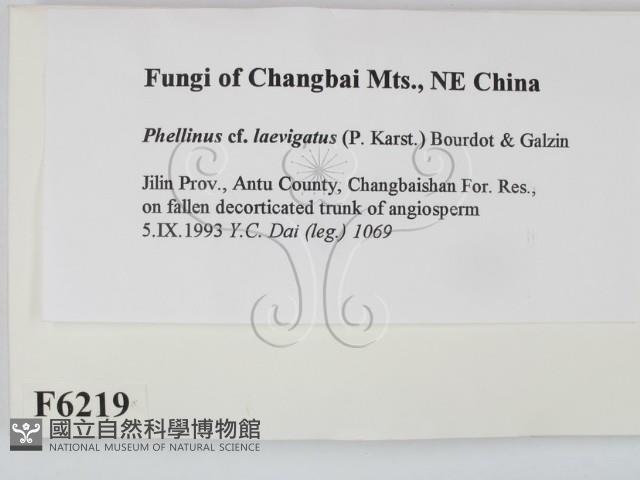 Fungi of Changbai Mts., NE China
Phellinus cf. laevigatus (P. Karst.) Bourdot & Galzin
Jilin Prov., Antu County, Changbaishan For. Res.,
on fallen decorticated trunk of angiosperm
5.IX.1993 Y.C. Dai (leg.) 1069
F6219
國立自然科學博物館
NATIONAL MUSEUM OF NATURAL SCIENCE